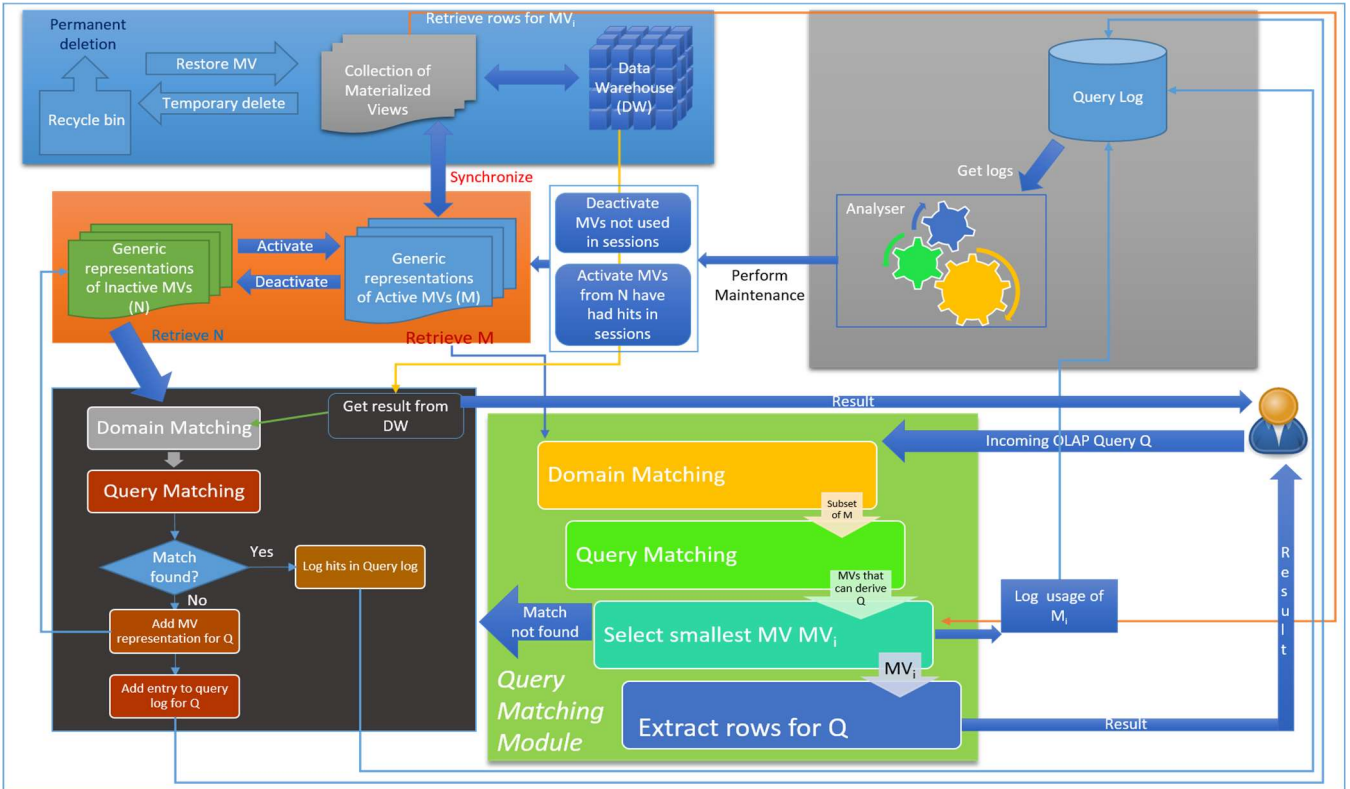 Permanent
deletion
Restore MV
Temporary delete
Recycle bin
Retrieve rows for MVi
Collection of
Materialized
Views
Data
Warehouse
(DW)
Query Log
Get logs
Analyser
Synchronize
Generic
representations
of Inactive MVs
(N)
Activate
Deactivate
Generic
representations
of Active MVs (M)
Deactivate
MVs not used
in sessions
Activate MVs
from N have
had hits in
sessions
Perform
Maintenance
Retrieve N
Retrieve M
Get result from
DW
Result
Incoming OLAP Query Q
Domain Matching
Query Matching
Match
found?
Yes
Log hits in Query log
No
Add MV
representation for Q
Add entry to query
log for Q
Domain Matching
Subset
of M
Query Matching
MVs that
can derive
Q
Match
not found
Select smallest MV MVi
Log usage of
Mi
MVi
Query
Matching
Module
Extract rows for Q
Result
Result